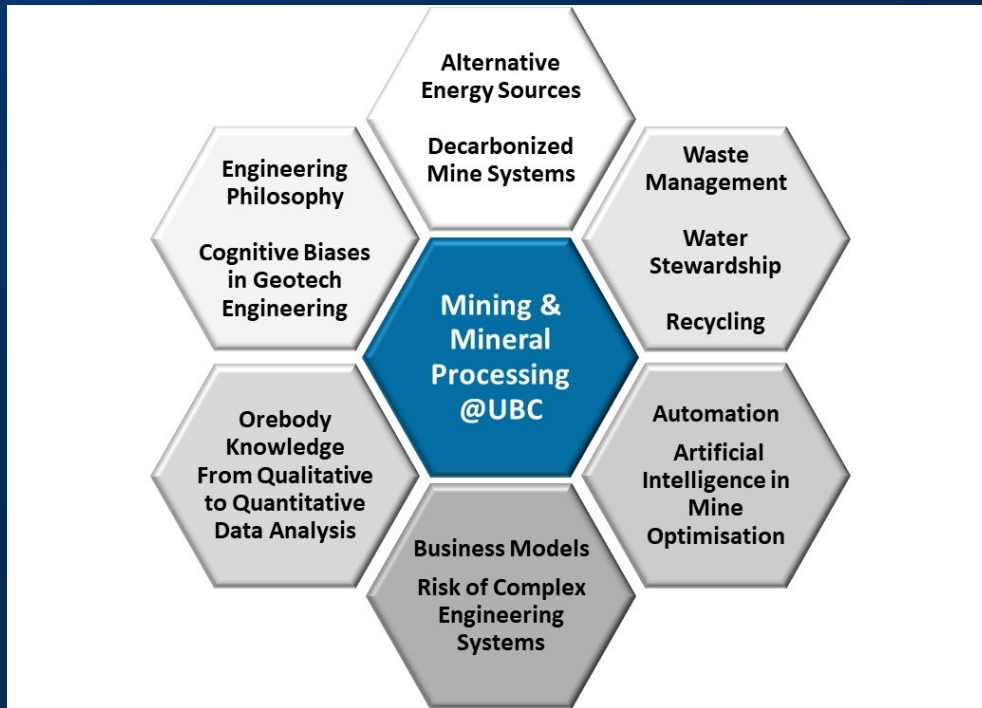 Alternative
Energy Sources
Decarbonized
Mine Systems
Engineering
Philosophy
Cognitive Biases
in Geotech
Engineering
Waste
Management
Water
Stewardship
Recycling
Mining &
Mineral
Processing
@UBC
Orebody
Knowledge
From Qualitative
to Quantitative
Data Analysis
Automation
Artificial
Intelligence in
Mine
Optimisation
Business Models
Risk of Complex
Engineering
Systems